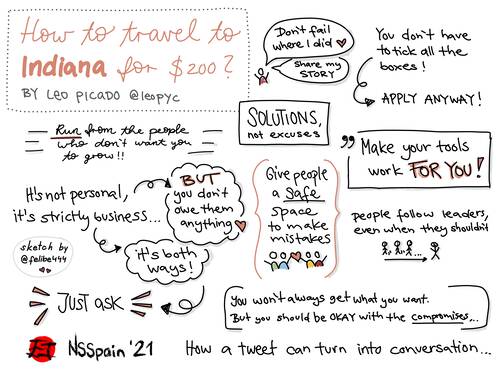 How to travel to
Indiana for $200?
BY LEO PICADO @leopyc
Don't fail
where I did
Share my
STORY
You don't have
to tick all the
boxes!
APPLY ANYWAY!
Run from the people
who don't want you
to grow!!
SOLUTIONS,
not excuses
"Make your tools
work FOR YOU!
It's not personal,
it's strictly business...
BUT
you don't
owe them
anything
it's both
ways!
Give people
a safe
space
to make
mistakes
people follow leaders,
even when they shouldn't
sketch by
@felibe444
JUST ASK
You won't always get what you want.
But you should be OKAY with the compromises...
NSSpain '21
How a tweet can turn into conversation...